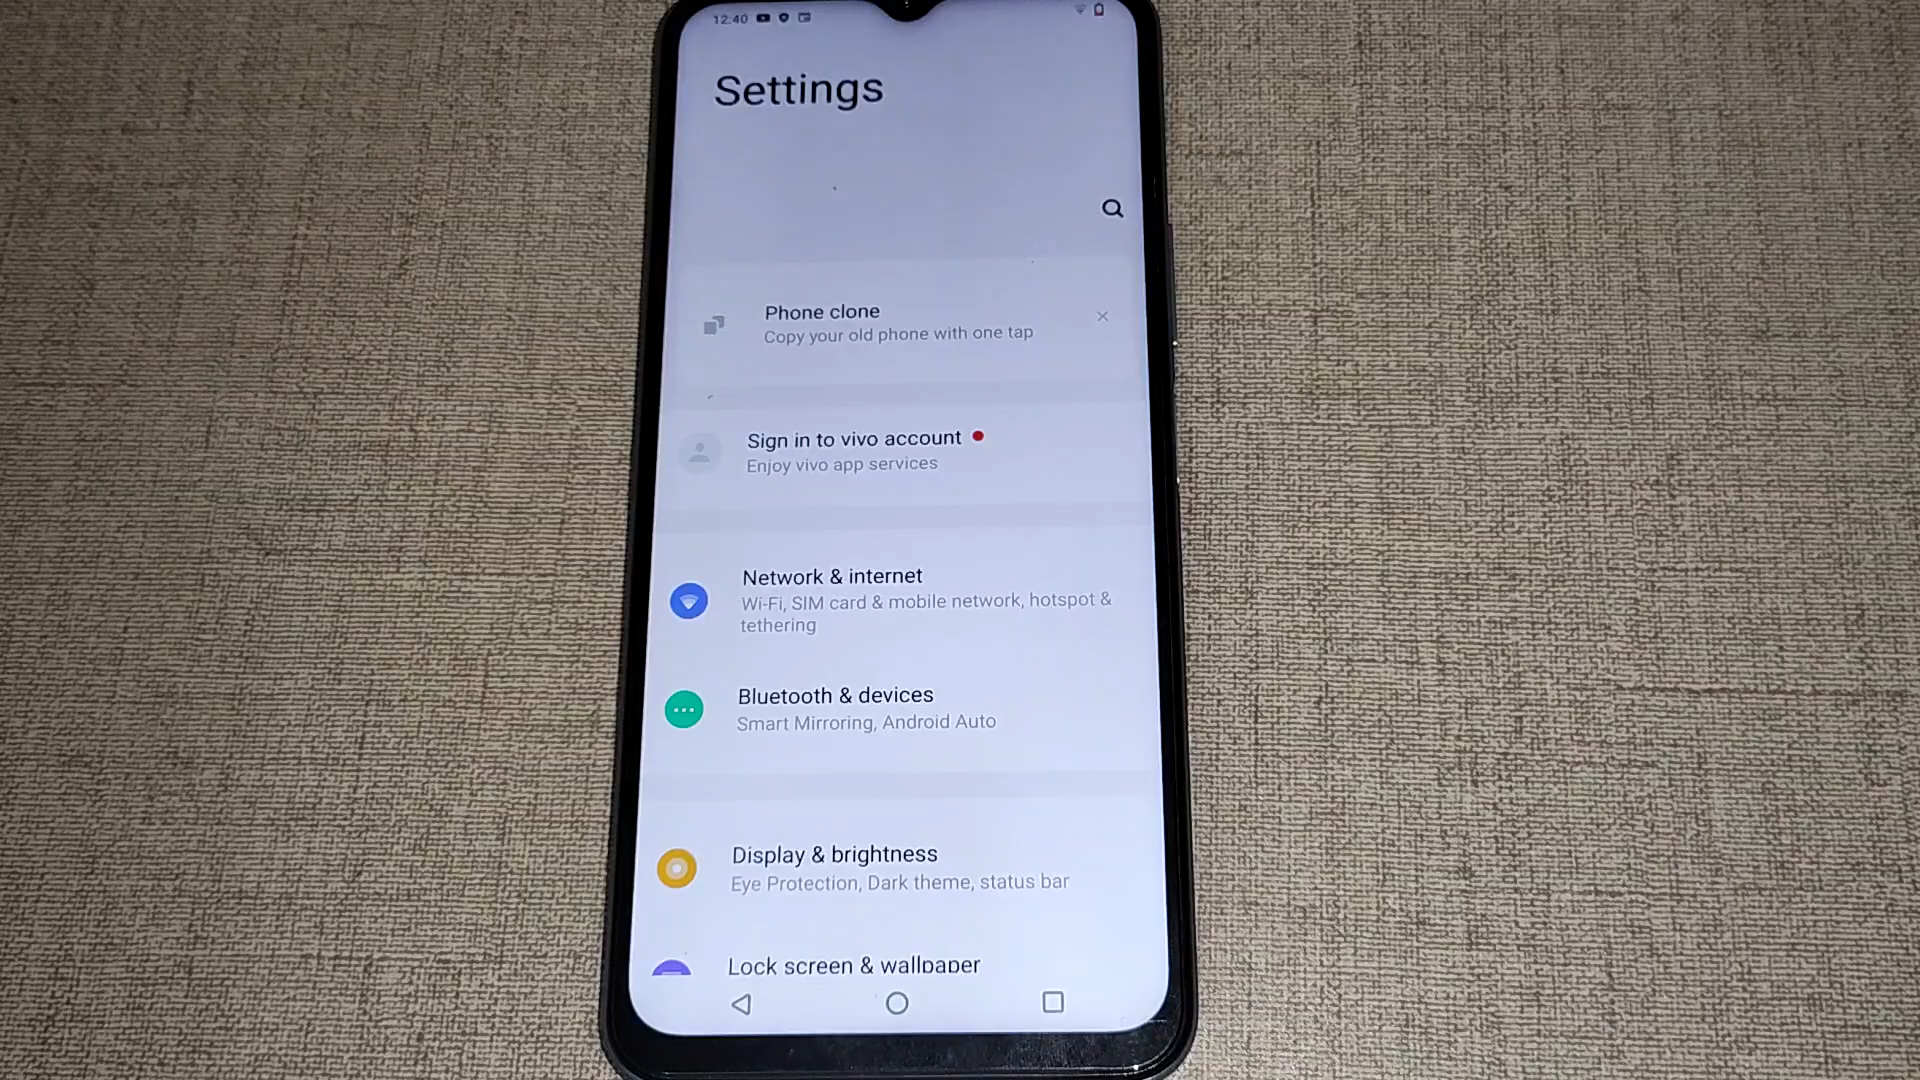 12:40
Settings
Phone clone
Copy your old phone with one tap
Sign in to vivo account
Enjoy vivo app services
Network & internet
Wi-Fi, SIM card & mobile network, hotspot &
tethering
Bluetooth & devices
Smart Mirroring, Android Auto
Display & brightness
Eye Protection, Dark theme, status bar
Lock screen & wallpaper